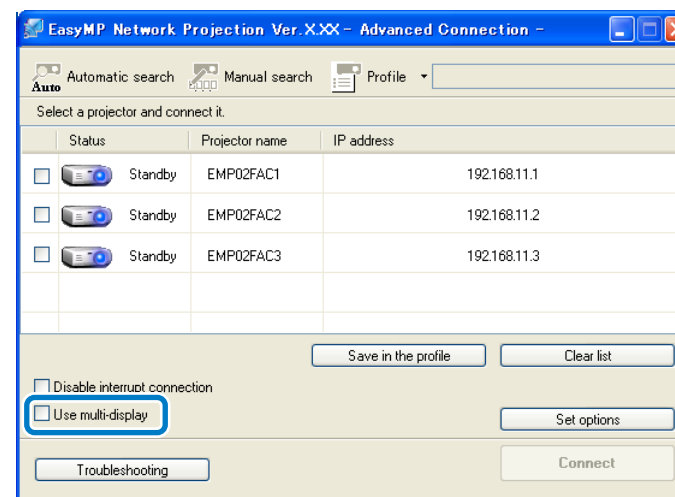 EasyMP Network Projection Ver.X.XX - Advanced Connection -
Auto Automatic search Manual search Profile
Select a projector and connect it.
Status Projector name IP address
Standby EMP02FAC1 192.168.11.1
Standby EMP02FAC2 192.168.11.2
Standby EMP02FAC3 192.168.11.3
Save in the profile Clear list
Disable interrupt connection
Use multi-display
Set options
Troubleshooting Connect